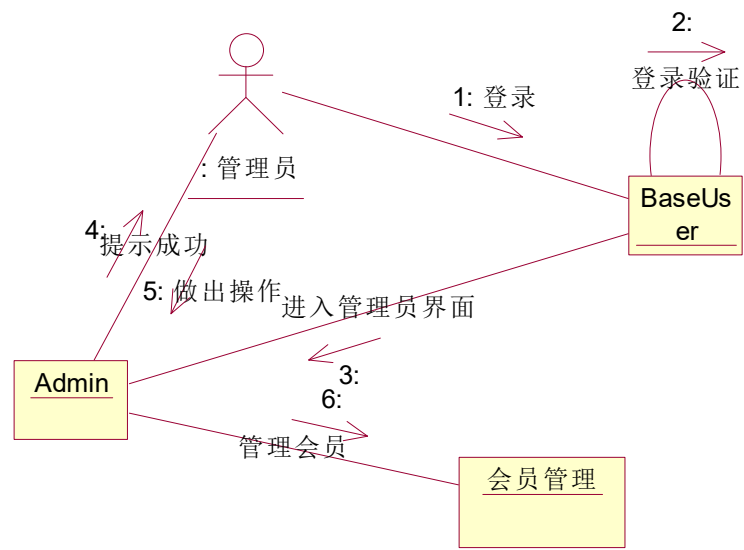 2:
登录验证
1: 登录
: 管理员
BaseUs
er
4:
提示成功
5: 做出操作
进入管理员界面
3:
Admin
6:
管理会员
会员管理